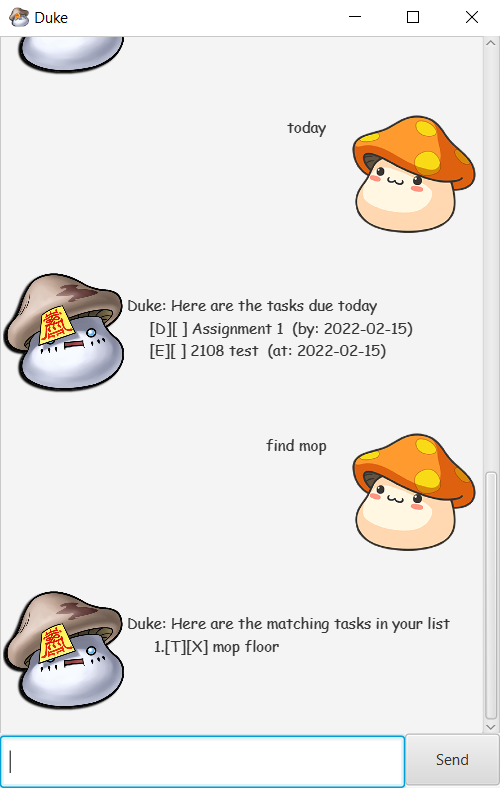 Duke
today
Duke: Here are the tasks due today
[D][ ] Assignment 1  (by: 2022-02-15)
[E][ ] 2108 test  (at: 2022-02-15)
find mop
Duke: Here are the matching tasks in your list
1.[T][X] mop floor
Send